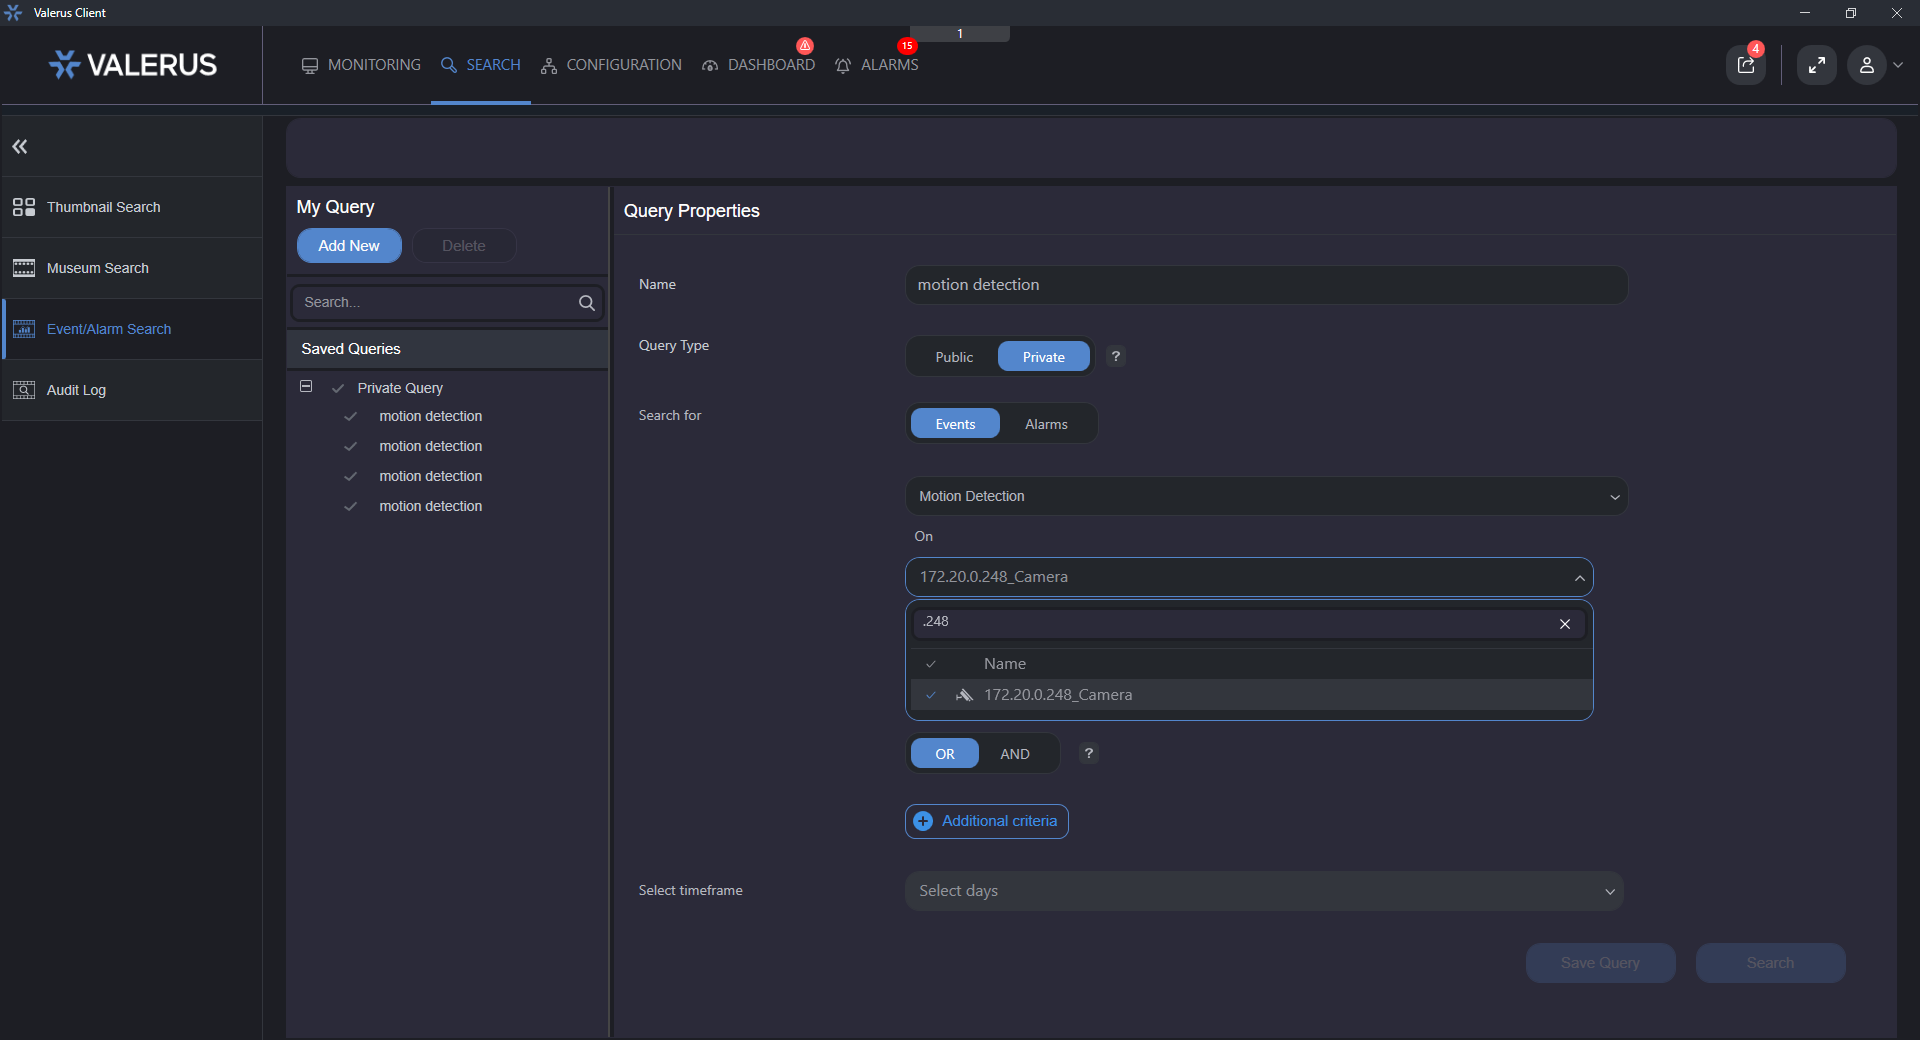 Valerus Client
1
VALERUS
MONITORING
SEARCH
CONFIGURATION
DASHBOARD
15
ALARMS
4
Thumbnail Search
Museum Search
Event/Alarm Search
Audit Log
My Query
Add New
Delete
Search...
Saved Queries
Private Query
motion detection
motion detection
motion detection
motion detection
Query Properties
Name
motion detection
Query Type
Public
Private
?
Search for
Events
Alarms
Motion Detection
On
172.20.0.248_Camera
.248
Name
172.20.0.248_Camera
OR
AND
?
Additional criteria
Select timeframe
Select days
Save Query
Search